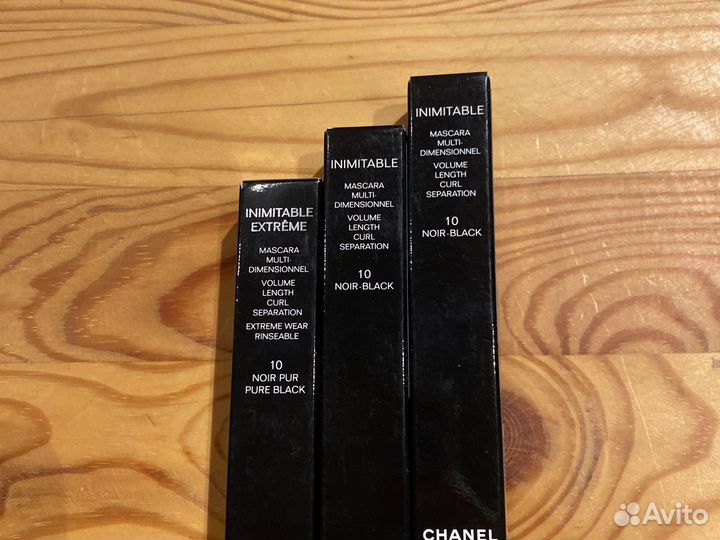 INIMITABLE
EXTRÊME
MASCARA
MULTI-
DIMENSIONNEL
VOLUME
LENGTH
CURL
SEPARATION
EXTREME WEAR
RINSEABLE
10
NOIR PUR
PURE BLACK
INIMITABLE
MASCARA
MULTI-
DIMENSIONNEL
VOLUME
LENGTH
CURL
SEPARATION
10
NOIR-BLACK
INIMITABLE
MASCARA
MULTI-
DIMENSIONNEL
VOLUME
LENGTH
CURL
SEPARATION
10
NOIR-BLACK
CHANEL
Avito